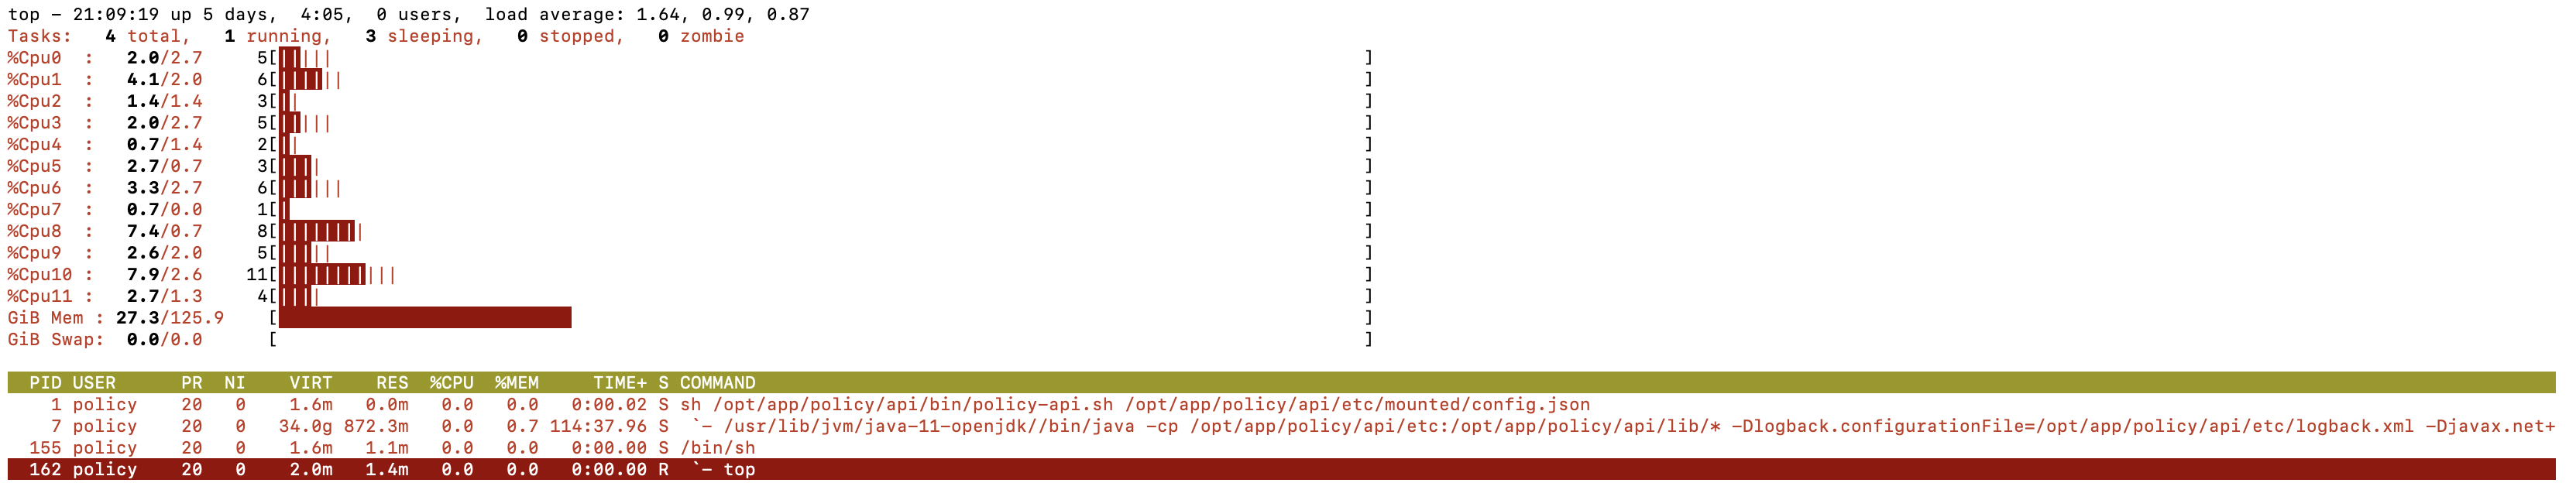 top - 21:09:19 up 5 days,  4:05,  0 users,  load average: 1.64, 0.99, 0.87
Tasks:   4 total,   1 running,   3 sleeping,   0 stopped,   0 zombie
%Cpu0  :   2.0/2.7     5[|||||                    ]
%Cpu1  :   4.1/2.0     6[||||||                    ]
%Cpu2  :   1.4/1.4     3[||                    ]
%Cpu3  :   2.0/2.7     5[|||||                    ]
%Cpu4  :   0.7/1.4     2[||                    ]
%Cpu5  :   2.7/0.7     3[||||                    ]
%Cpu6  :   3.3/2.7     6[||||||                    ]
%Cpu7  :   0.7/0.0     1[|                    ]
%Cpu8  :   7.4/0.7     8[||||||||                    ]
%Cpu9  :   2.6/2.0     5[|||||                    ]
%Cpu10 :   7.9/2.6    11[|||||||||||                    ]
%Cpu11 :   2.7/1.3     4[||||                    ]
GiB Mem : 27.3/125.9    [                    ]
GiB Swap:  0.0/0.0      [                    ]
PID USER      PR  NI    VIRT    RES  %CPU  %MEM     TIME+ S COMMAND
1 policy    20   0    1.6m   0.0m   0.0   0.0   0:00.02 S sh /opt/app/policy/api/bin/policy-api.sh /opt/app/policy/api/etc/mounted/config.json
7 policy    20   0   34.0g 872.3m   0.0   0.7 114:37.96 S  `- /usr/lib/jvm/java-11-openjdk//bin/java -cp /opt/app/policy/api/etc:/opt/app/policy/api/lib/* -Dlogback.configurationFile=/opt/app/policy/api/etc/logback.xml -Djavax.net+
155 policy    20   0    1.6m   1.1m   0.0   0.0   0:00.00 S /bin/sh
162 policy    20   0    2.0m   1.4m   0.0   0.0   0:00.00 R  `- top